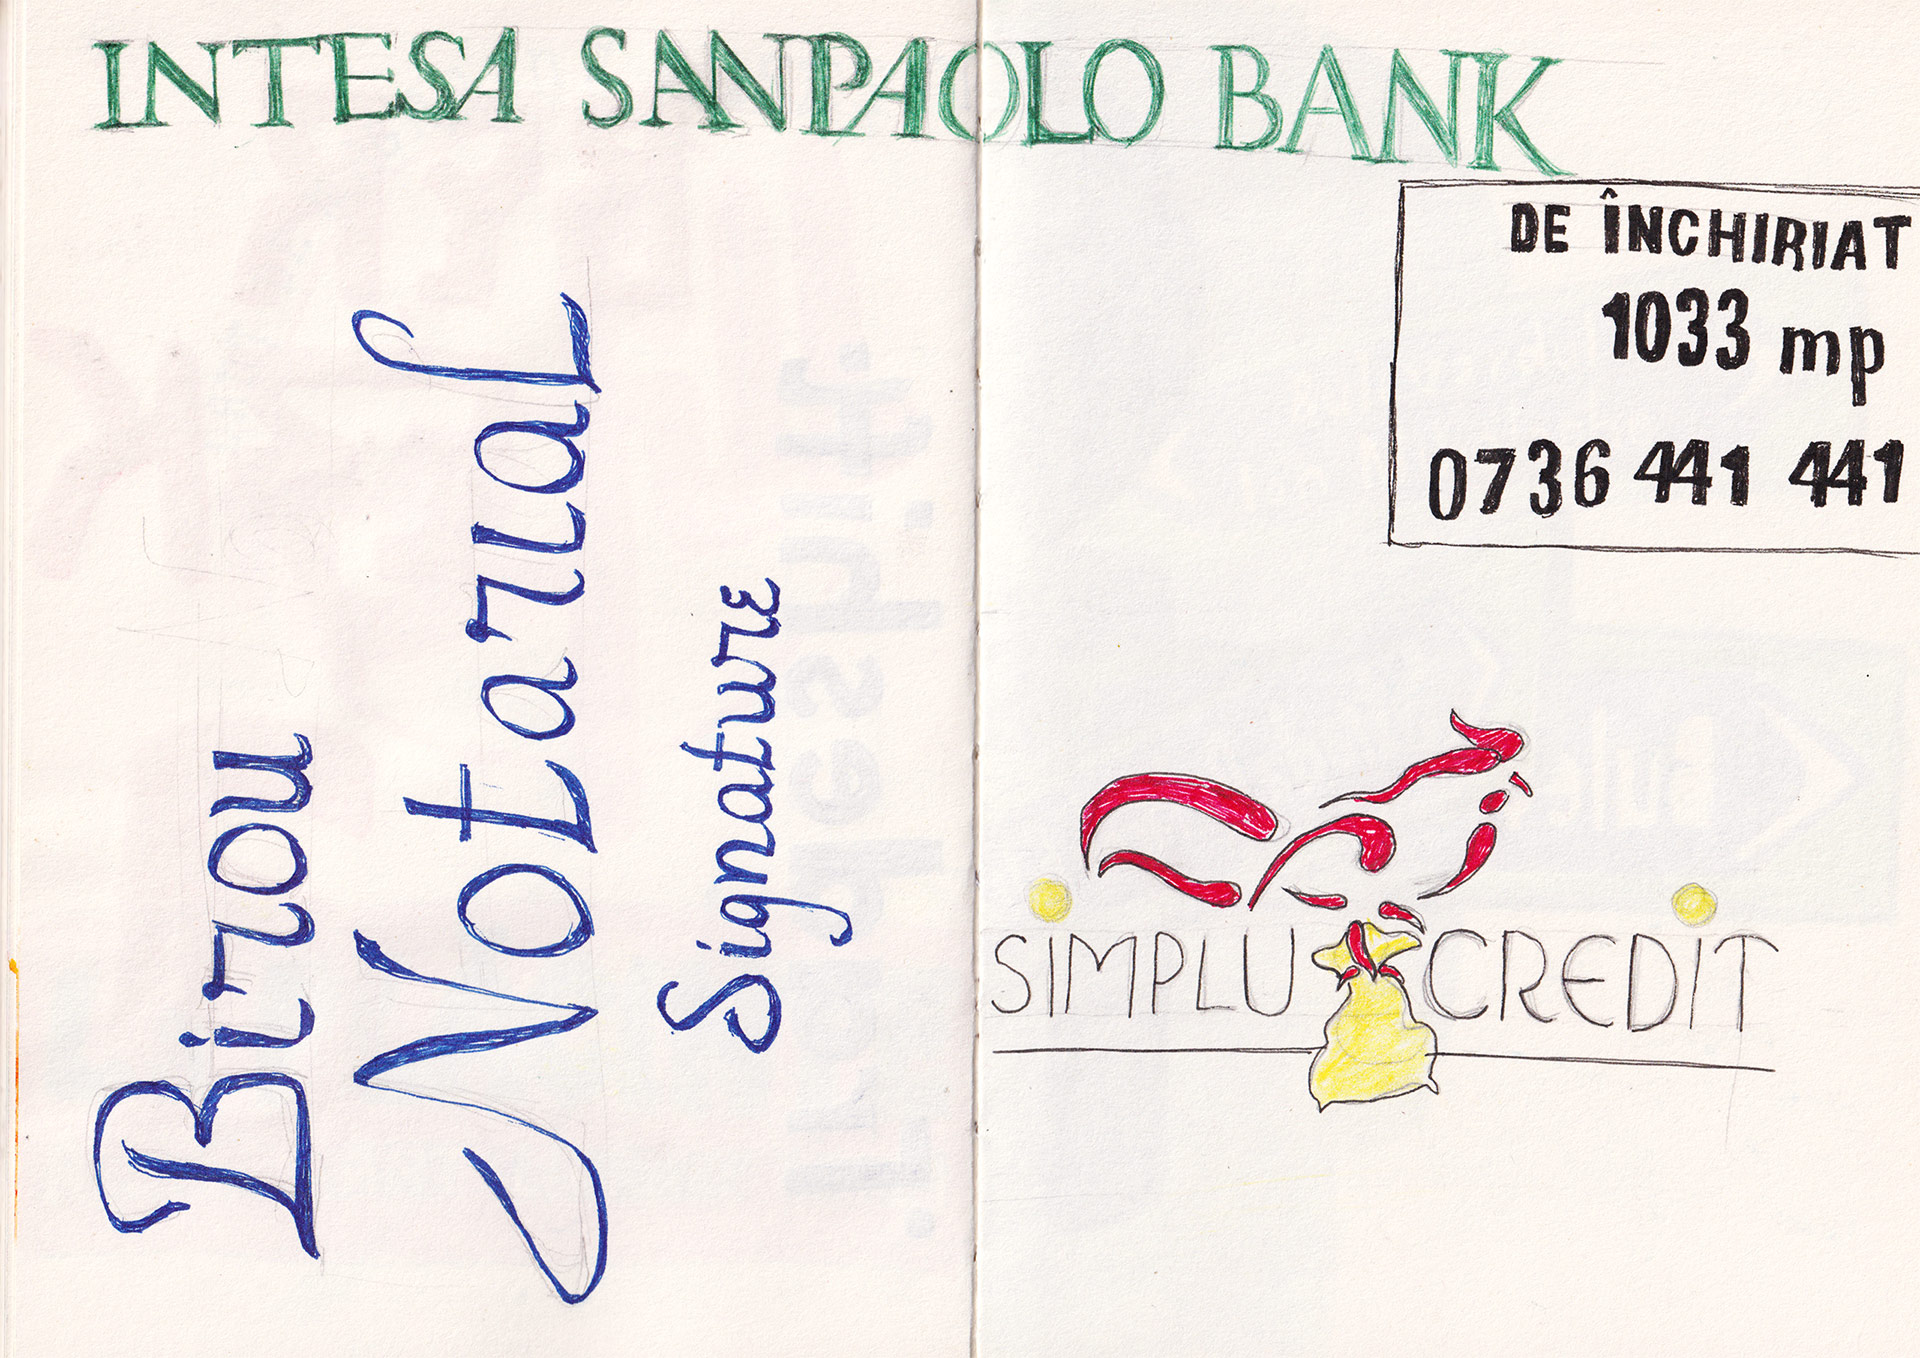 INTESA SANPAOLO BANK
DE ÎNCHIRIAT
1033 mp
0736 441 441
Birou
Notarial
Signature
SIMPLU CREDIT